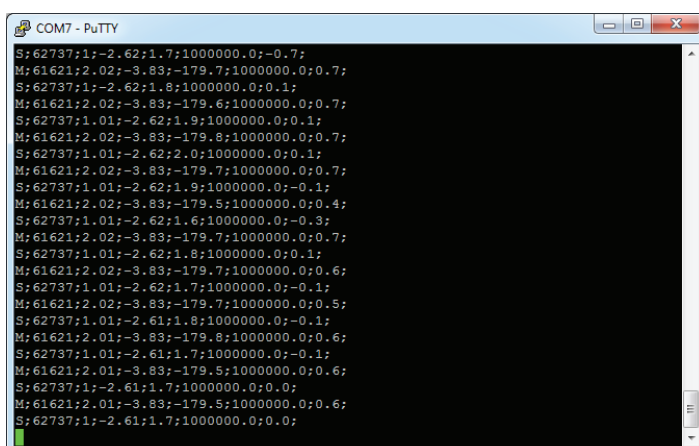 COM7 - PuTTY
S;62737;1;-2.62;1.7;1000000.0;-0.7;
M;61621;2.02;-3.83;-179.7;1000000.0;0.7;
S;62737;1;-2.62;1.8;1000000.0;0.1;
M;61621;2.02;-3.83;-179.6;1000000.0;0.7;
S;62737;1.01;-2.62;1.9;1000000.0;0.1;
M;61621;2.02;-3.83;-179.8;1000000.0;0.7;
S;62737;1.01;-2.62;2.0;1000000.0;0.1;
M;61621;2.02;-3.83;-179.7;1000000.0;0.7;
S;62737;1.01;-2.62;1.9;1000000.0;-0.1;
M;61621;2.02;-3.83;-179.5;1000000.0;0.4;
S;62737;1.01;-2.62;1.6;1000000.0;-0.3;
M;61621;2.02;-3.83;-179.7;1000000.0;0.7;
S;62737;1.01;-2.62;1.8;1000000.0;0.1;
M;61621;2.02;-3.83;-179.7;1000000.0;0.6;
S;62737;1.01;-2.62;1.7;1000000.0;-0.1;
M;61621;2.02;-3.83;-179.7;1000000.0;0.5;
S;62737;1.01;-2.61;1.8;1000000.0;-0.1;
M;61621;2.01;-3.83;-179.8;1000000.0;0.6;
S;62737;1.01;-2.61;1.7;1000000.0;-0.1;
M;61621;2.01;-3.83;-179.5;1000000.0;0.6;
S;62737;1;-2.61;1.7;1000000.0;0.0;
M;61621;2.01;-3.83;-179.5;1000000.0;0.6;
S;62737;1;-2.61;1.7;1000000.0;0.0;